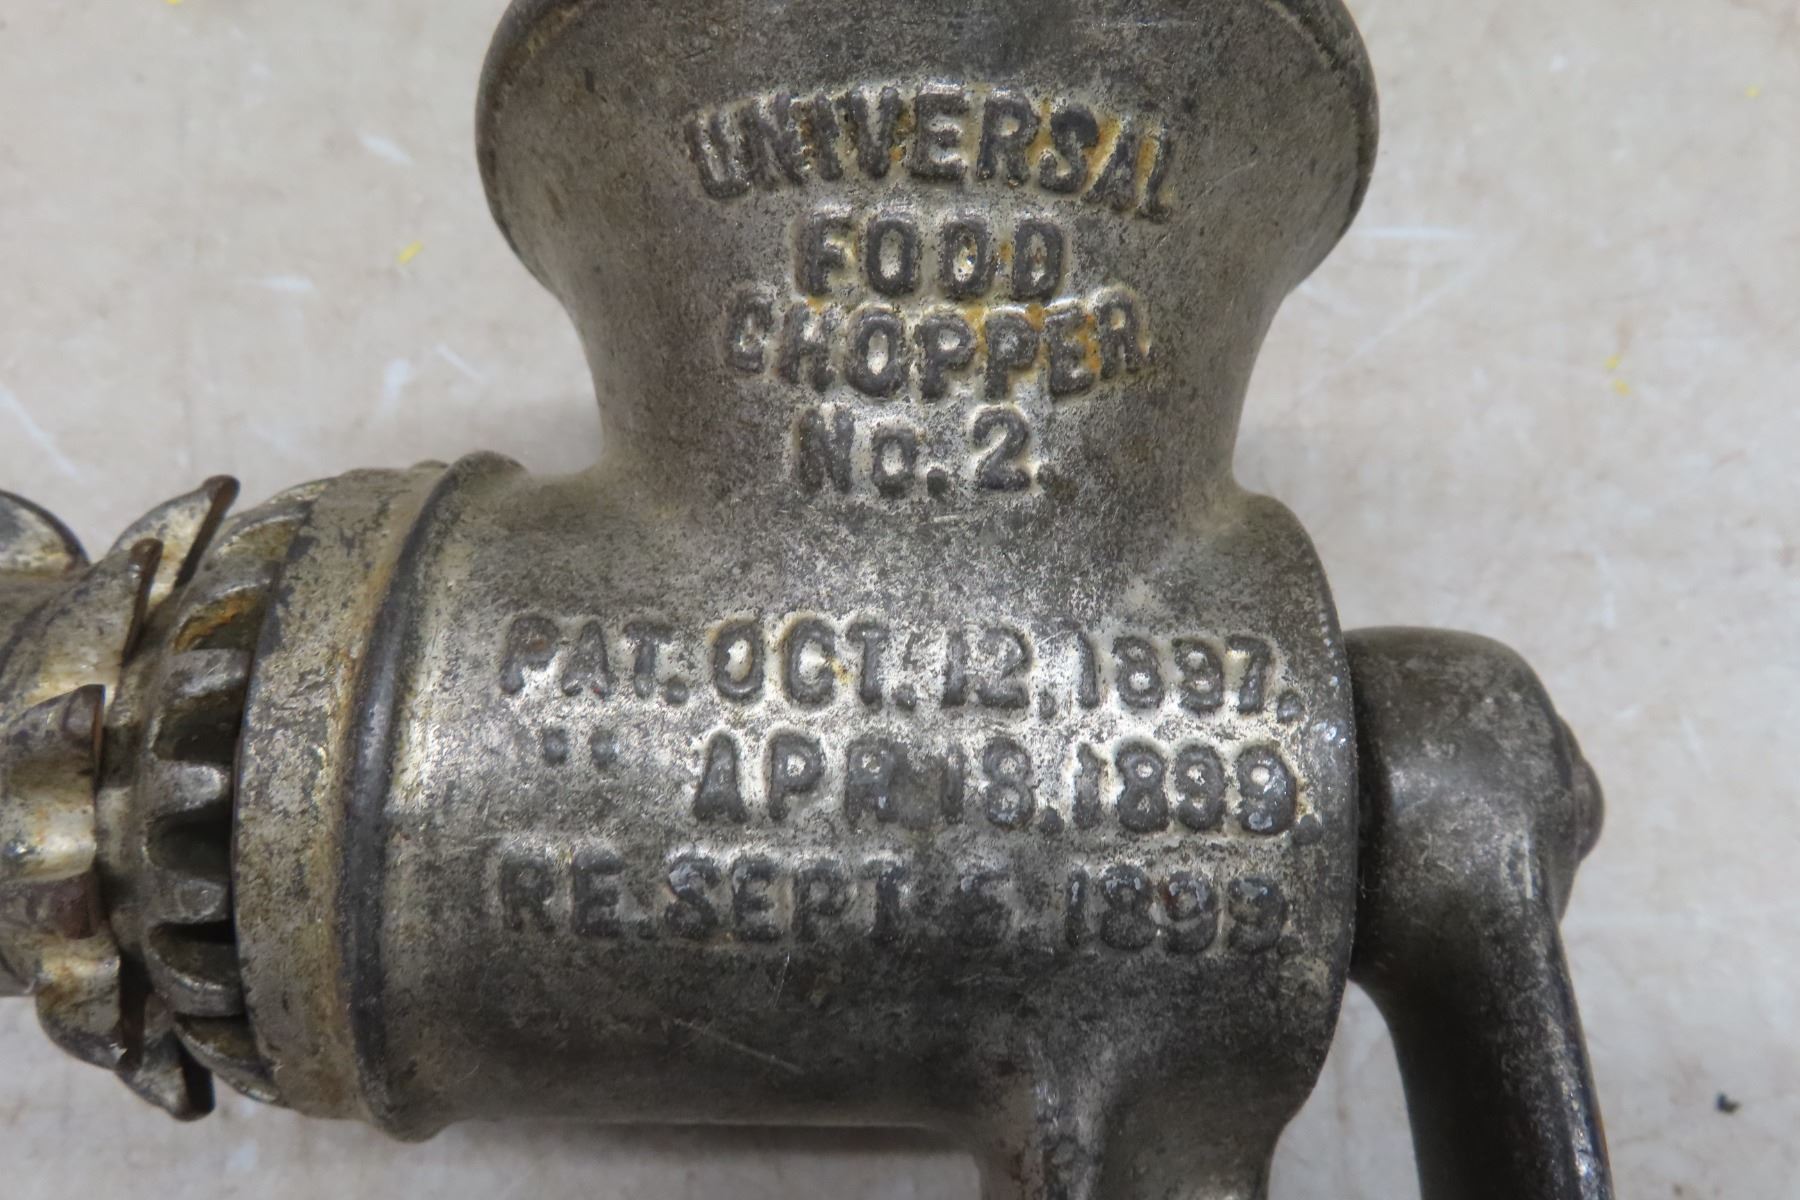 UNIVERSAL
FOOD
CHOPPER.
No. 2.
PAT. OCT. 12, 1897.
" APR. 18, 1899.
RE. SEPT. 5, 1899.